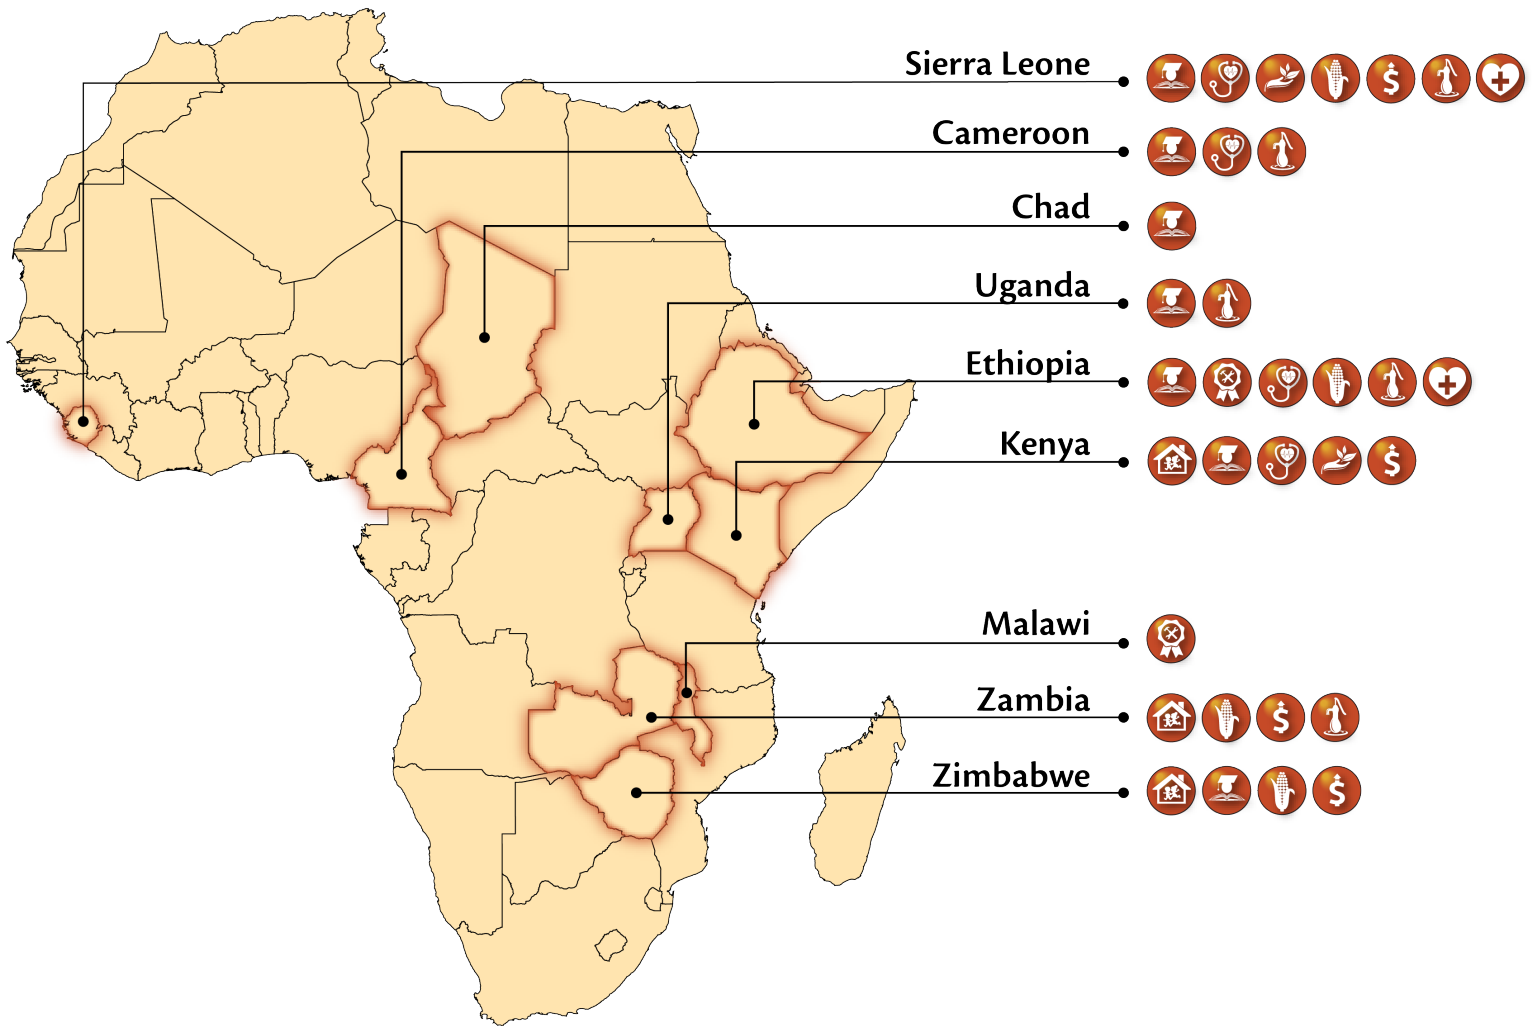 Sierra Leone
Cameroon
Chad
Uganda
Ethiopia
Kenya
Malawi
Zambia
Zimbabwe